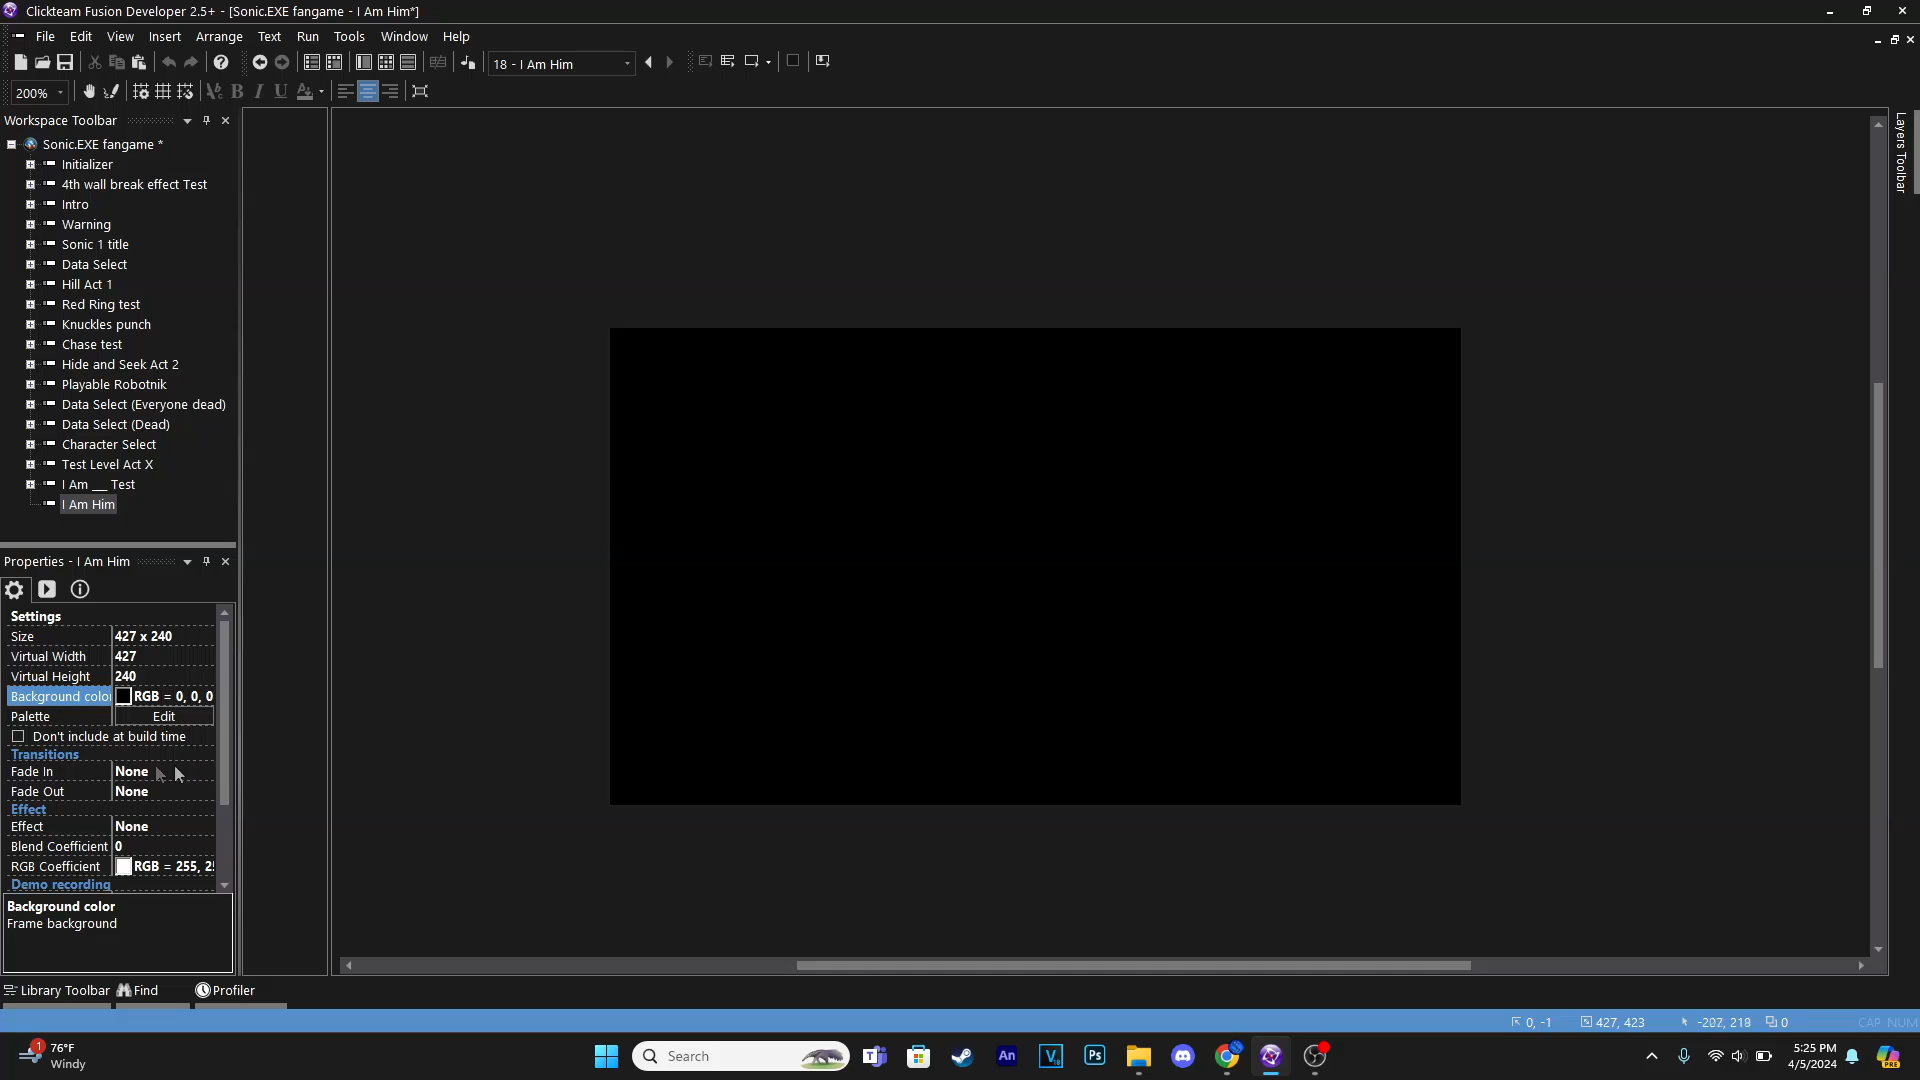 Clickteam Fusion Developer 2.5+ - [Sonic.EXE fangame - I Am Him*]
File Edit View Insert Arrange Text Run Tools Window Help
18 - I Am Him
200%
Workspace Toolbar
Sonic.EXE fangame *
Initializer
4th wall break effect Test
Intro
Warning
Sonic 1 title
Data Select
Hill Act 1
Red Ring test
Knuckles punch
Chase test
Hide and Seek Act 2
Playable Robotnik
Data Select (Everyone dead)
Data Select (Dead)
Character Select
Test Level Act X
I Am ___ Test
I Am Him
Layers Toolbar
Properties - I Am Him
Settings
Size 427 x 240
Virtual Width 427
Virtual Height 240
Background color RGB = 0, 0, 0
Palette Edit
Don't include at build time
Transitions
Fade In None
Fade Out None
Effect
Effect None
Blend Coefficient 0
RGB Coefficient RGB = 255, 2
Demo recording
Background color
Frame background
Library Toolbar Find Profiler
0, -1 427, 423 -207, 218 0 CAP NUM
1 76°F
Windy
Search
An
Ps
5:25 PM
4/5/2024
PRE